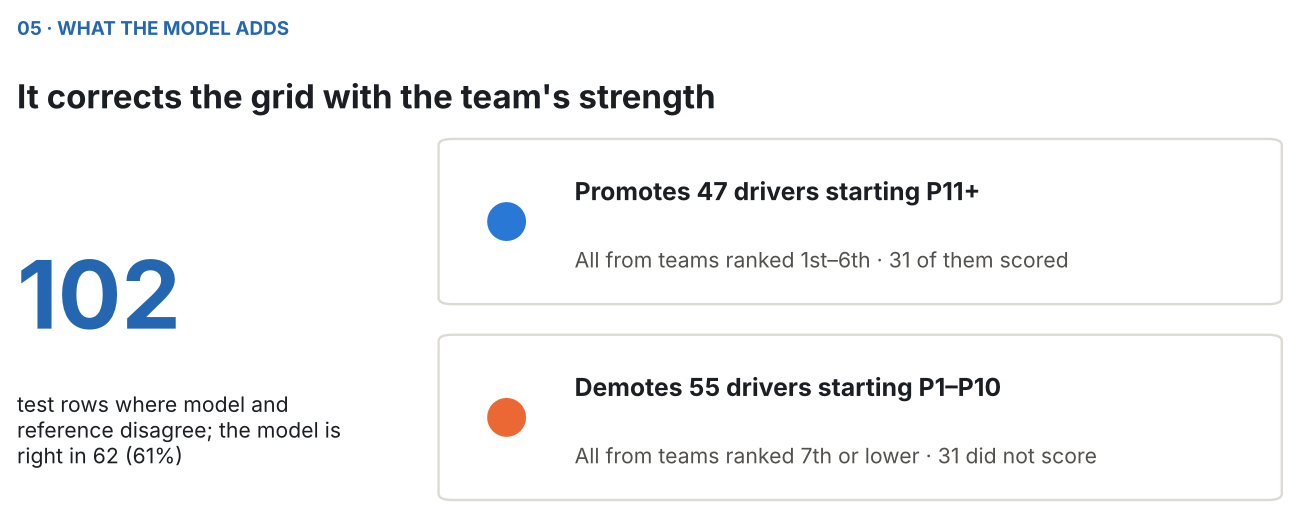 05 · WHAT THE MODEL ADDS
It corrects the grid with the team's strength
102
test rows where model and
reference disagree; the model is
right in 62 (61%)
Promotes 47 drivers starting P11+
All from teams ranked 1st–6th · 31 of them scored
Demotes 55 drivers starting P1–P10
All from teams ranked 7th or lower · 31 did not score